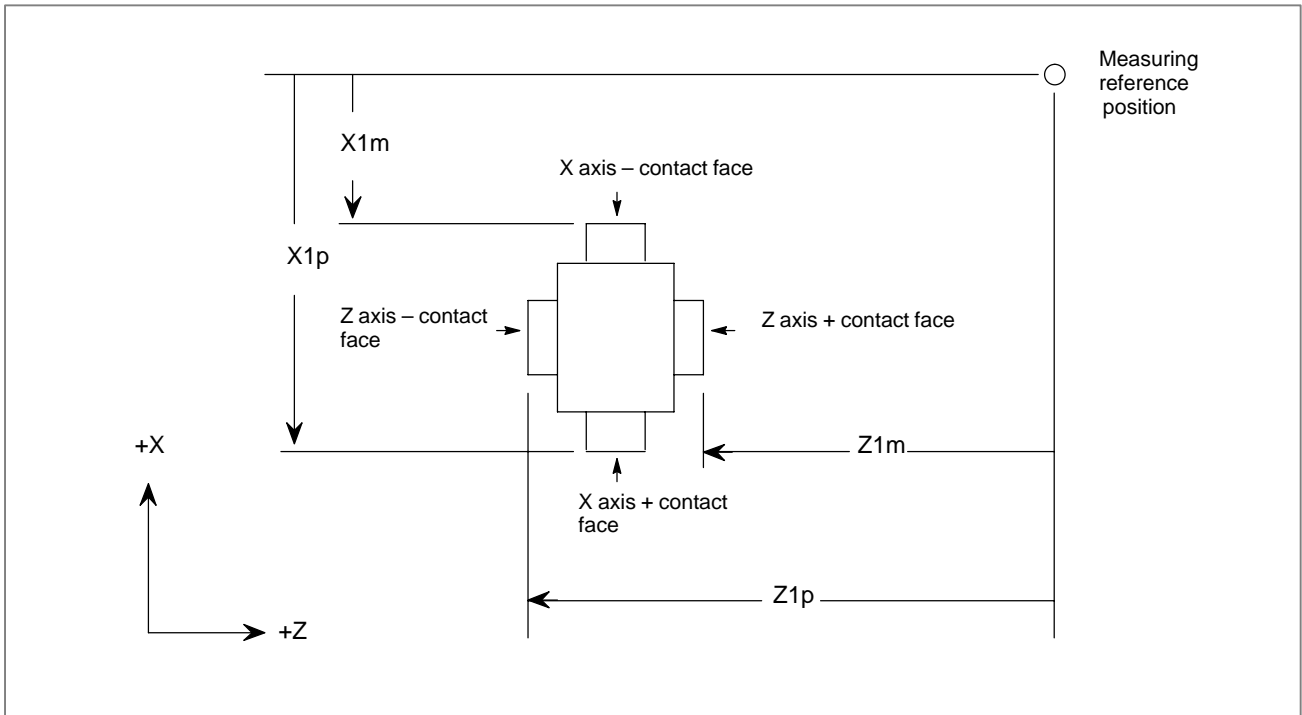 Measuring
reference
position
X1m
X axis – contact face
X1p
Z axis – contact
face
Z axis + contact face
+X
Z1m
X axis + contact
face
Z1p
+Z